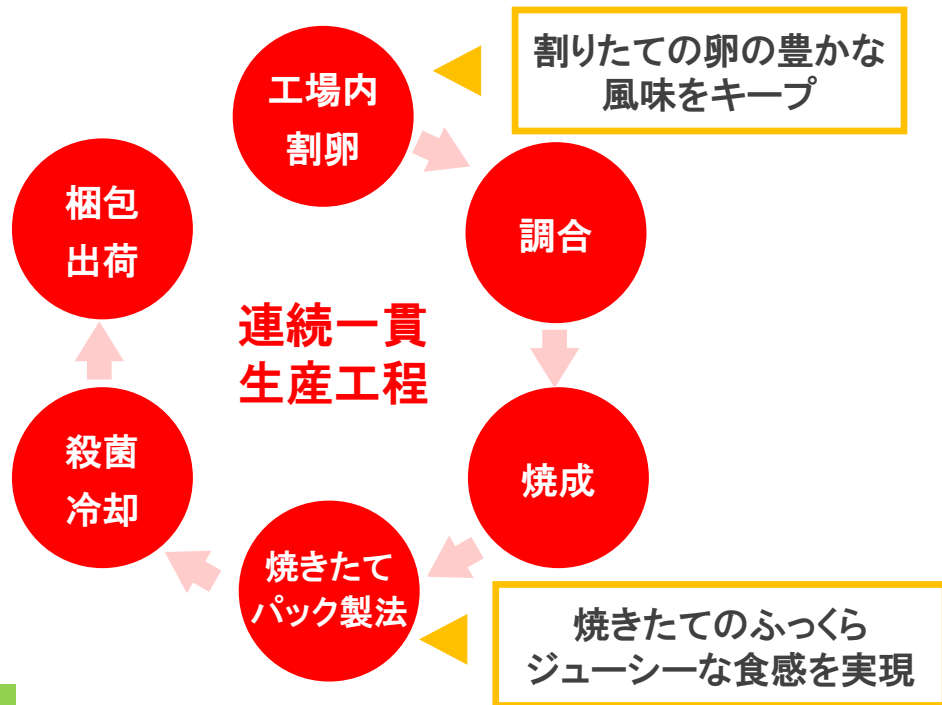 工場内
割卵
割りたての卵の豊かな
風味をキープ
調合
焼成
焼きたて
パック製法
焼きたてのふっくら
ジューシーな食感を実現
殺菌
冷却
梱包
出荷
連続一貫
生産工程